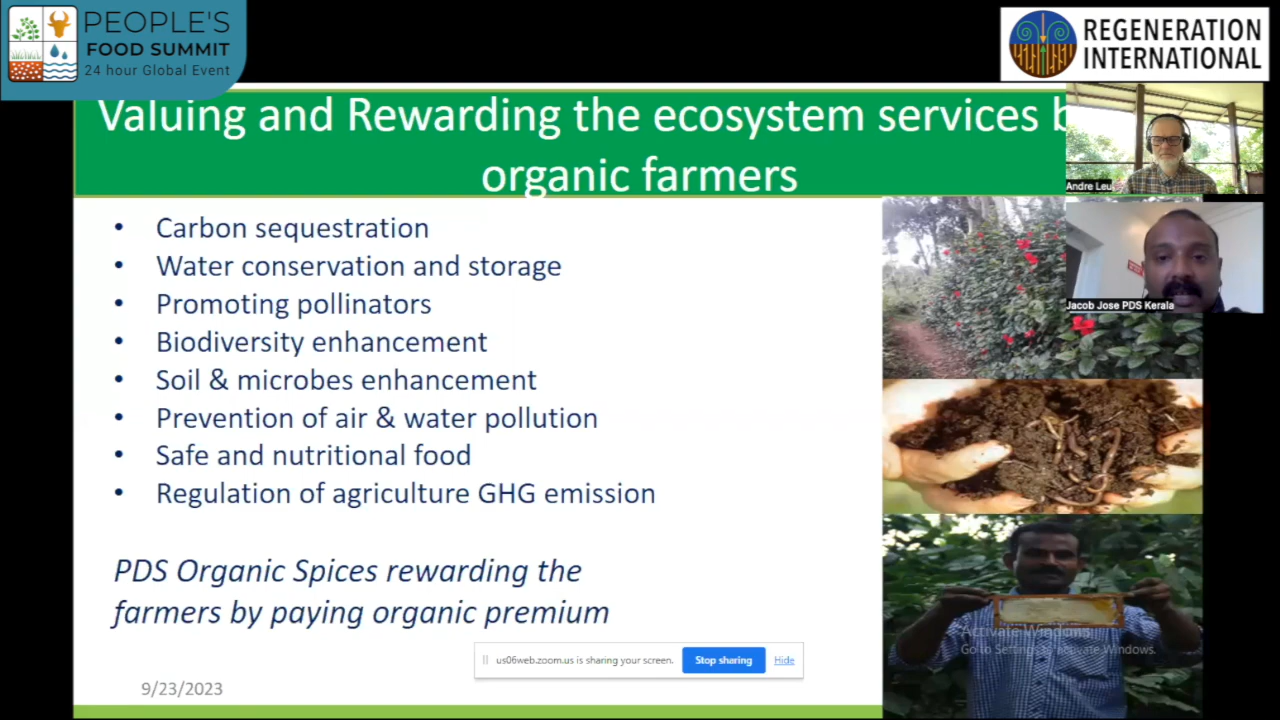 PEOPLE'S
FOOD SUMMIT
24 hour Global Event
REGENERATION
INTERNATIONAL
Valuing and Rewarding the ecosystem services
organic farmers
Andre Leu
Jacob Jose PDS Kerala
• Carbon sequestration
• Water conservation and storage
• Promoting pollinators
• Biodiversity enhancement
• Soil & microbes enhancement
• Prevention of air & water pollution
• Safe and nutritional food
• Regulation of agriculture GHG emission
PDS Organic Spices rewarding the
farmers by paying organic premium
Activate Windows
Go to Settings to activate Windows.
us06web.zoom.us is sharing your screen. Stop sharing Hide
9/23/2023